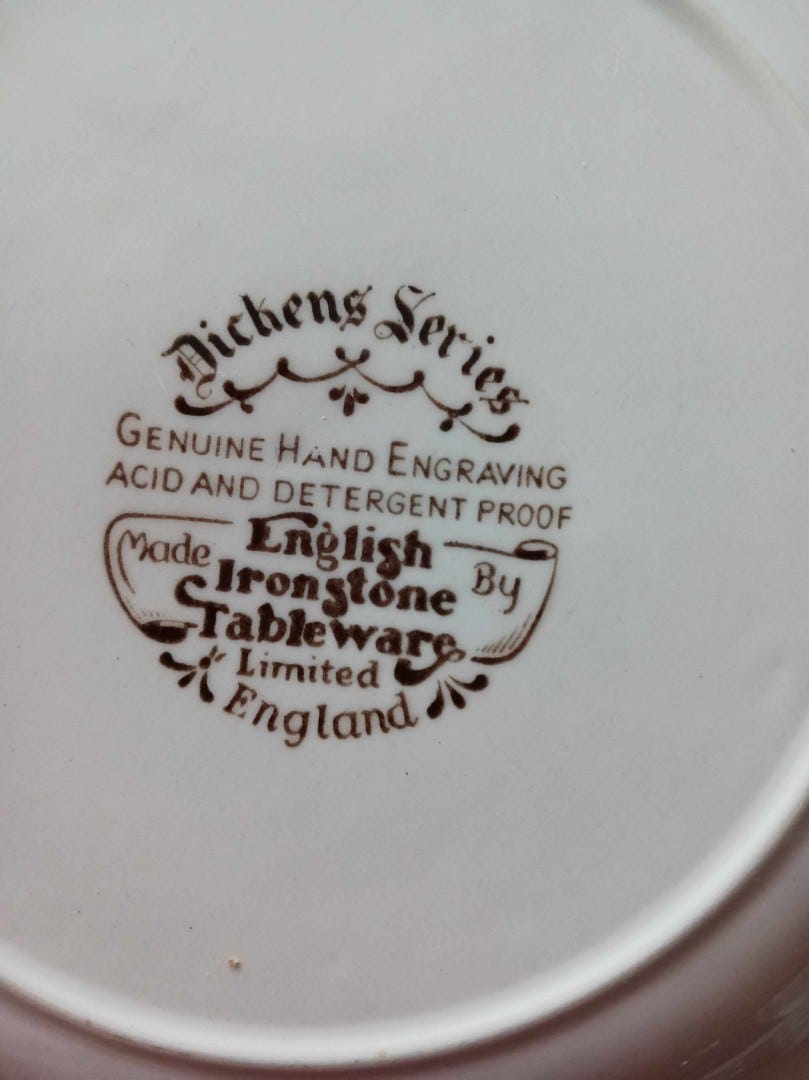 Dickens Series
GENUINE HAND ENGRAVING
ACID AND DETERGENT PROOF
Made English By
Ironstone
Tableware
Limited
England